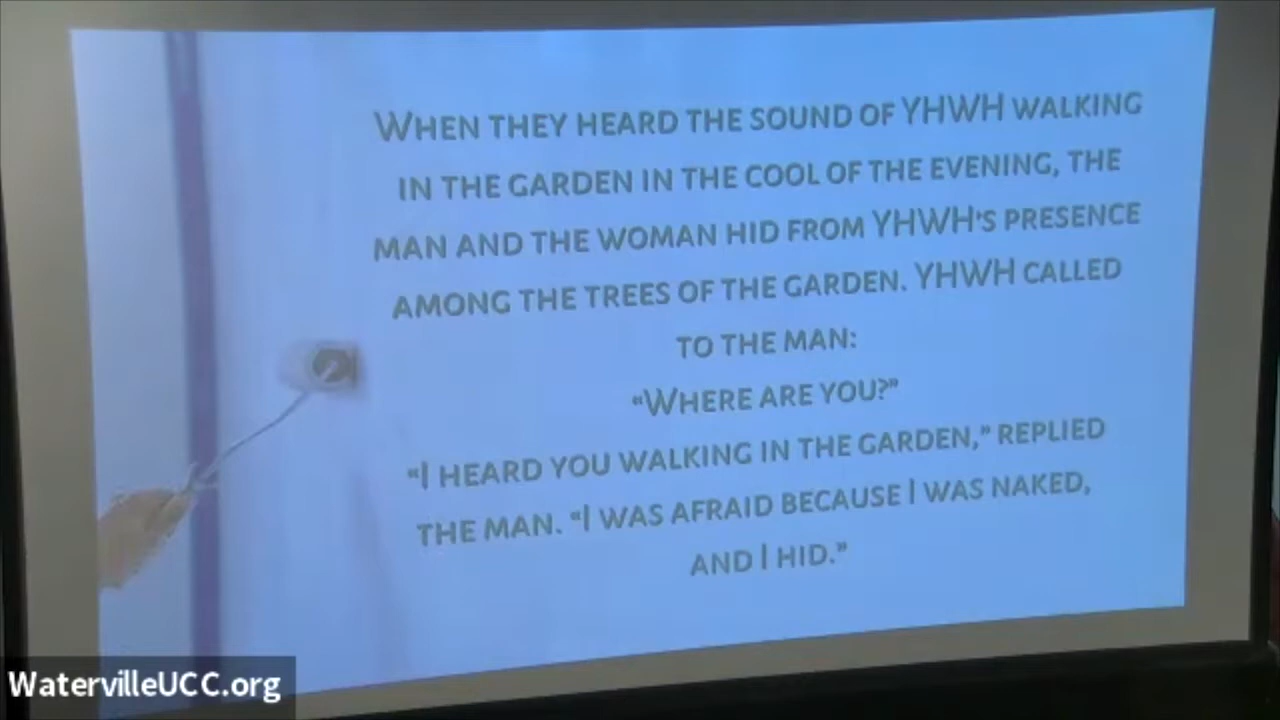 WHEN THEY HEARD THE SOUND OF YHWH WALKING
IN THE GARDEN IN THE COOL OF THE EVENING, THE
MAN AND THE WOMAN HID FROM YHWH'S PRESENCE
AMONG THE TREES OF THE GARDEN. YHWH CALLED
TO THE MAN:
“WHERE ARE YOU?”
“I HEARD YOU WALKING IN THE GARDEN,” REPLIED
THE MAN. “I WAS AFRAID BECAUSE I WAS NAKED,
AND I HID.”
WatervilleUCC.org